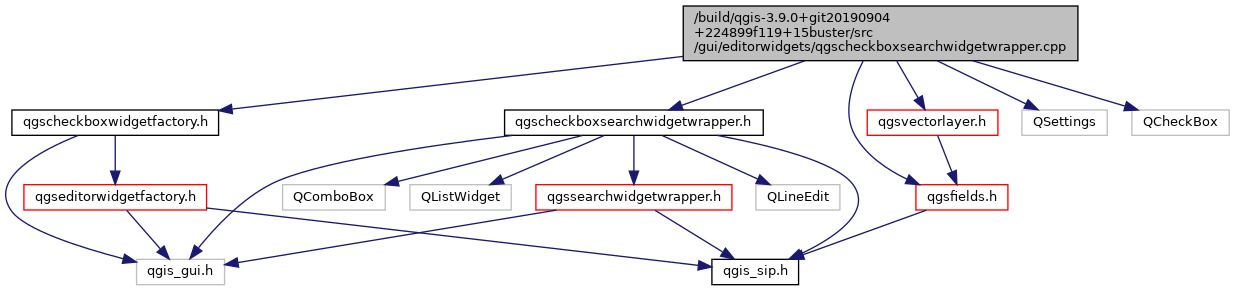 /build/qgis-3.9.0+git20190904
+224899f119+15buster/src
/gui/editorwidgets/qgscheckboxsearchwidgetwrapper.cpp
qgscheckboxwidgetfactory.h
qgscheckboxsearchwidgetwrapper.h
qgsvectorlayer.h
QSettings
QCheckBox
qgseditorwidgetfactory.h
QComboBox
QListWidget
qgssearchwidgetwrapper.h
QLineEdit
qgsfields.h
qgis_gui.h
qgis_sip.h